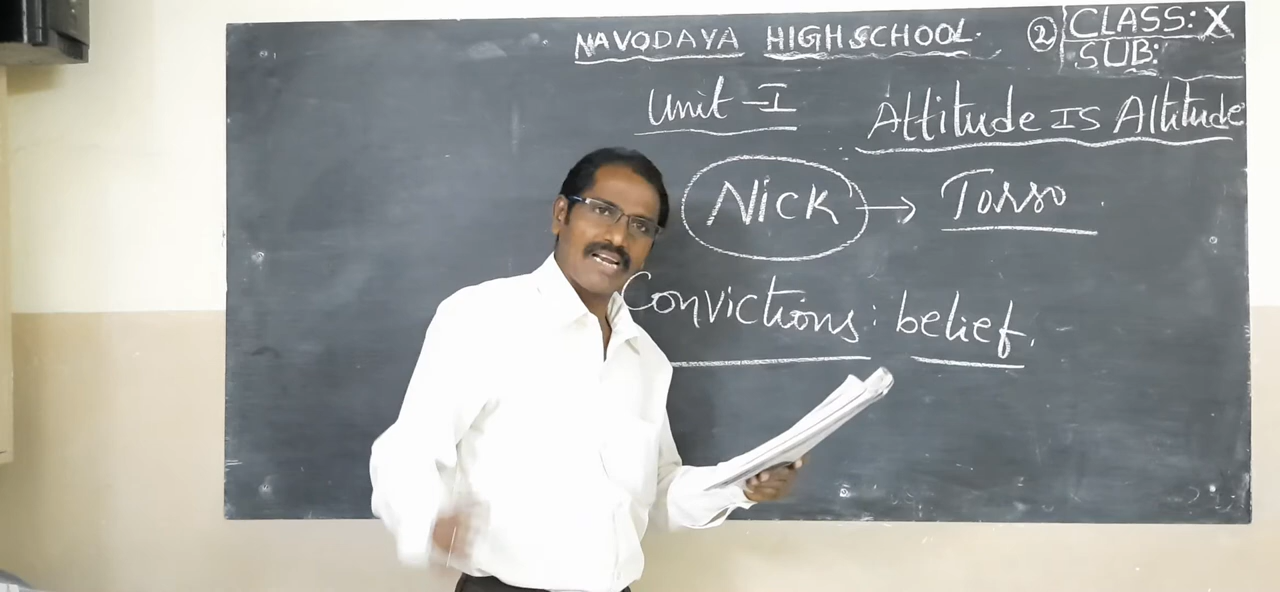 NAVODAYA HIGH SCHOOL.
② CLASS: X
SUB:
Unit - I
Attitude IS Altitude
Nick → Torso.
Convictions: belief.